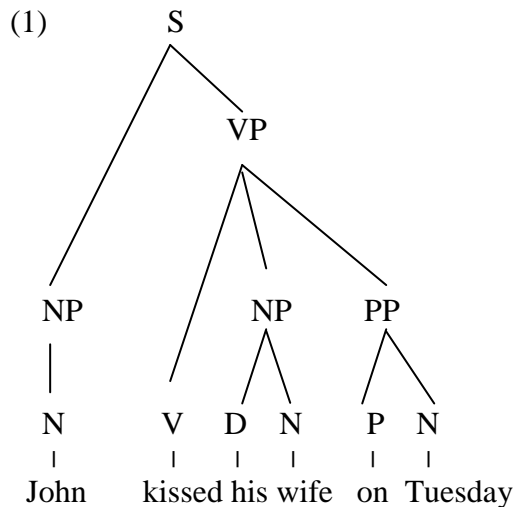 (1) S
VP
NP NP PP
N V D N P N
John kissed his wife on Tuesday